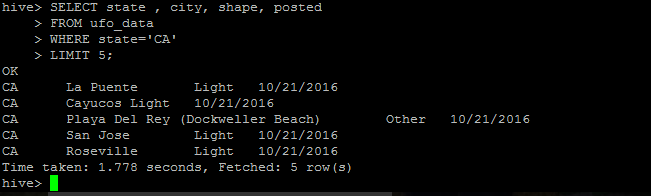 hive> SELECT state , city, shape, posted
    > FROM ufo_data
    > WHERE state='CA'
    > LIMIT 5;
OK
CA      La Puente       Light   10/21/2016
CA      Cayucos Light   10/21/2016
CA      Playa Del Rey (Dockweller Beach)        Other   10/21/2016
CA      San Jose        Light   10/21/2016
CA      Roseville       Light   10/21/2016
Time taken: 1.778 seconds, Fetched: 5 row(s)
hive>